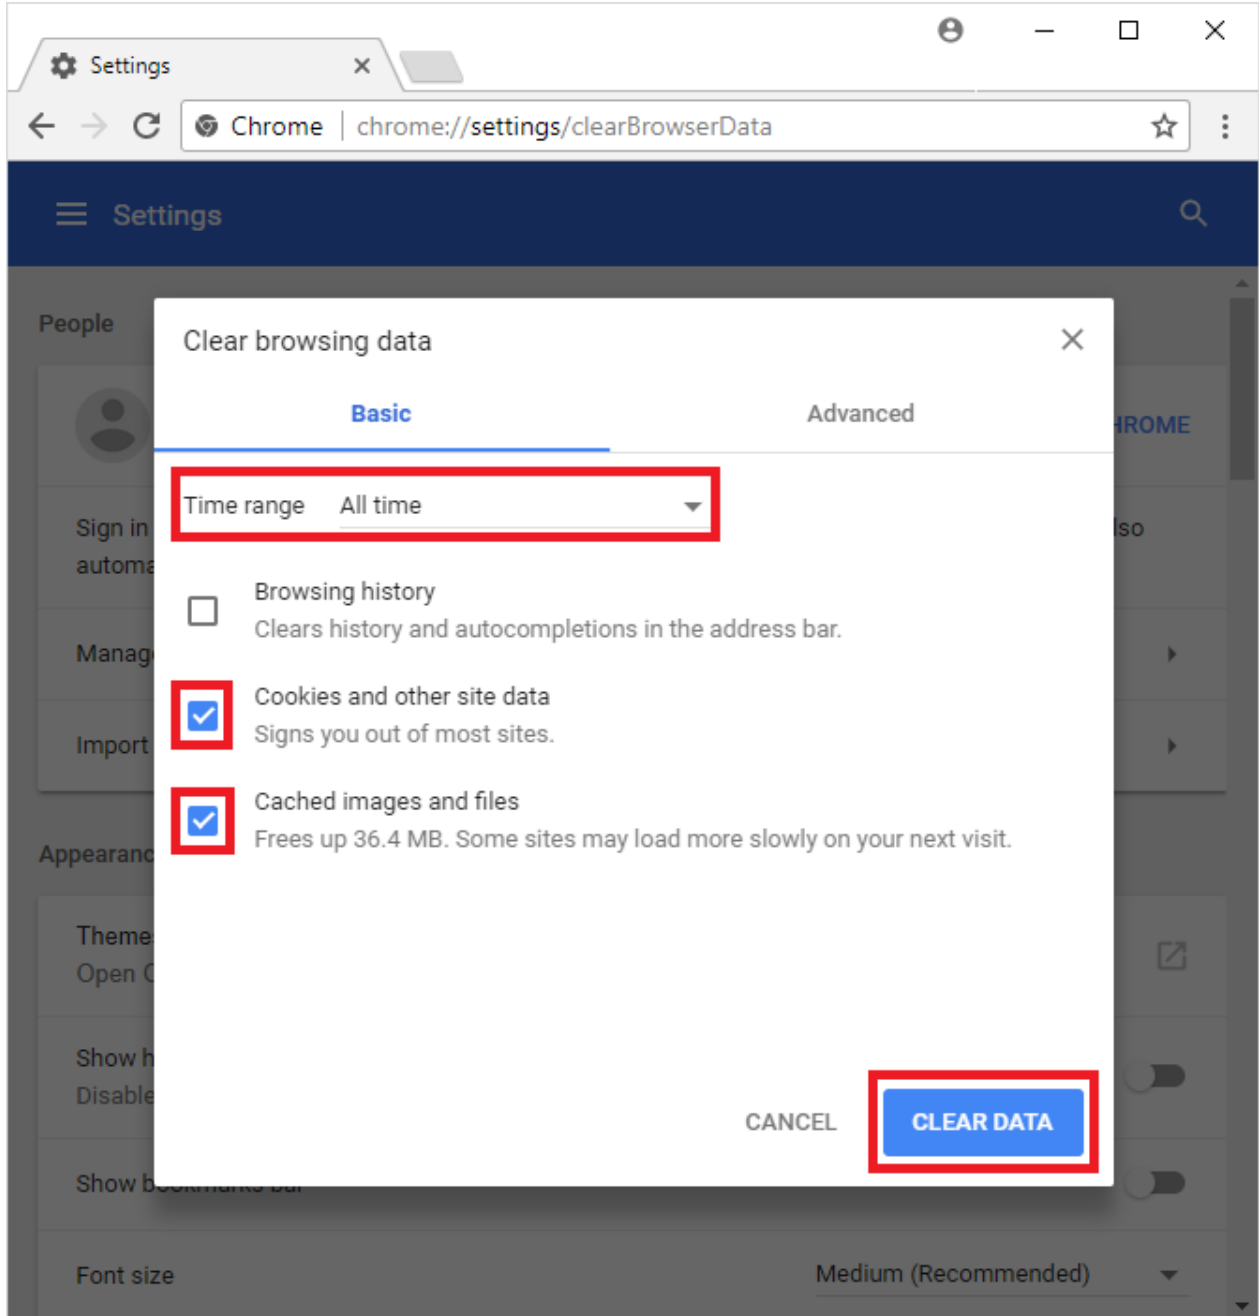 Settings
Chrome | chrome://settings/clearBrowserData
Settings
People
Clear browsing data
Basic Advanced
HROME
Time range All time
Sign in
lso
automa
Browsing history
Clears history and autocompletions in the address bar.
Manag
Cookies and other site data
Signs you out of most sites.
Import
Cached images and files
Frees up 36.4 MB. Some sites may load more slowly on your next visit.
Appearanc
Theme
Open
Show h
Disable
CANCEL CLEAR DATA
Show bookmarks bar
Font size Medium (Recommended)